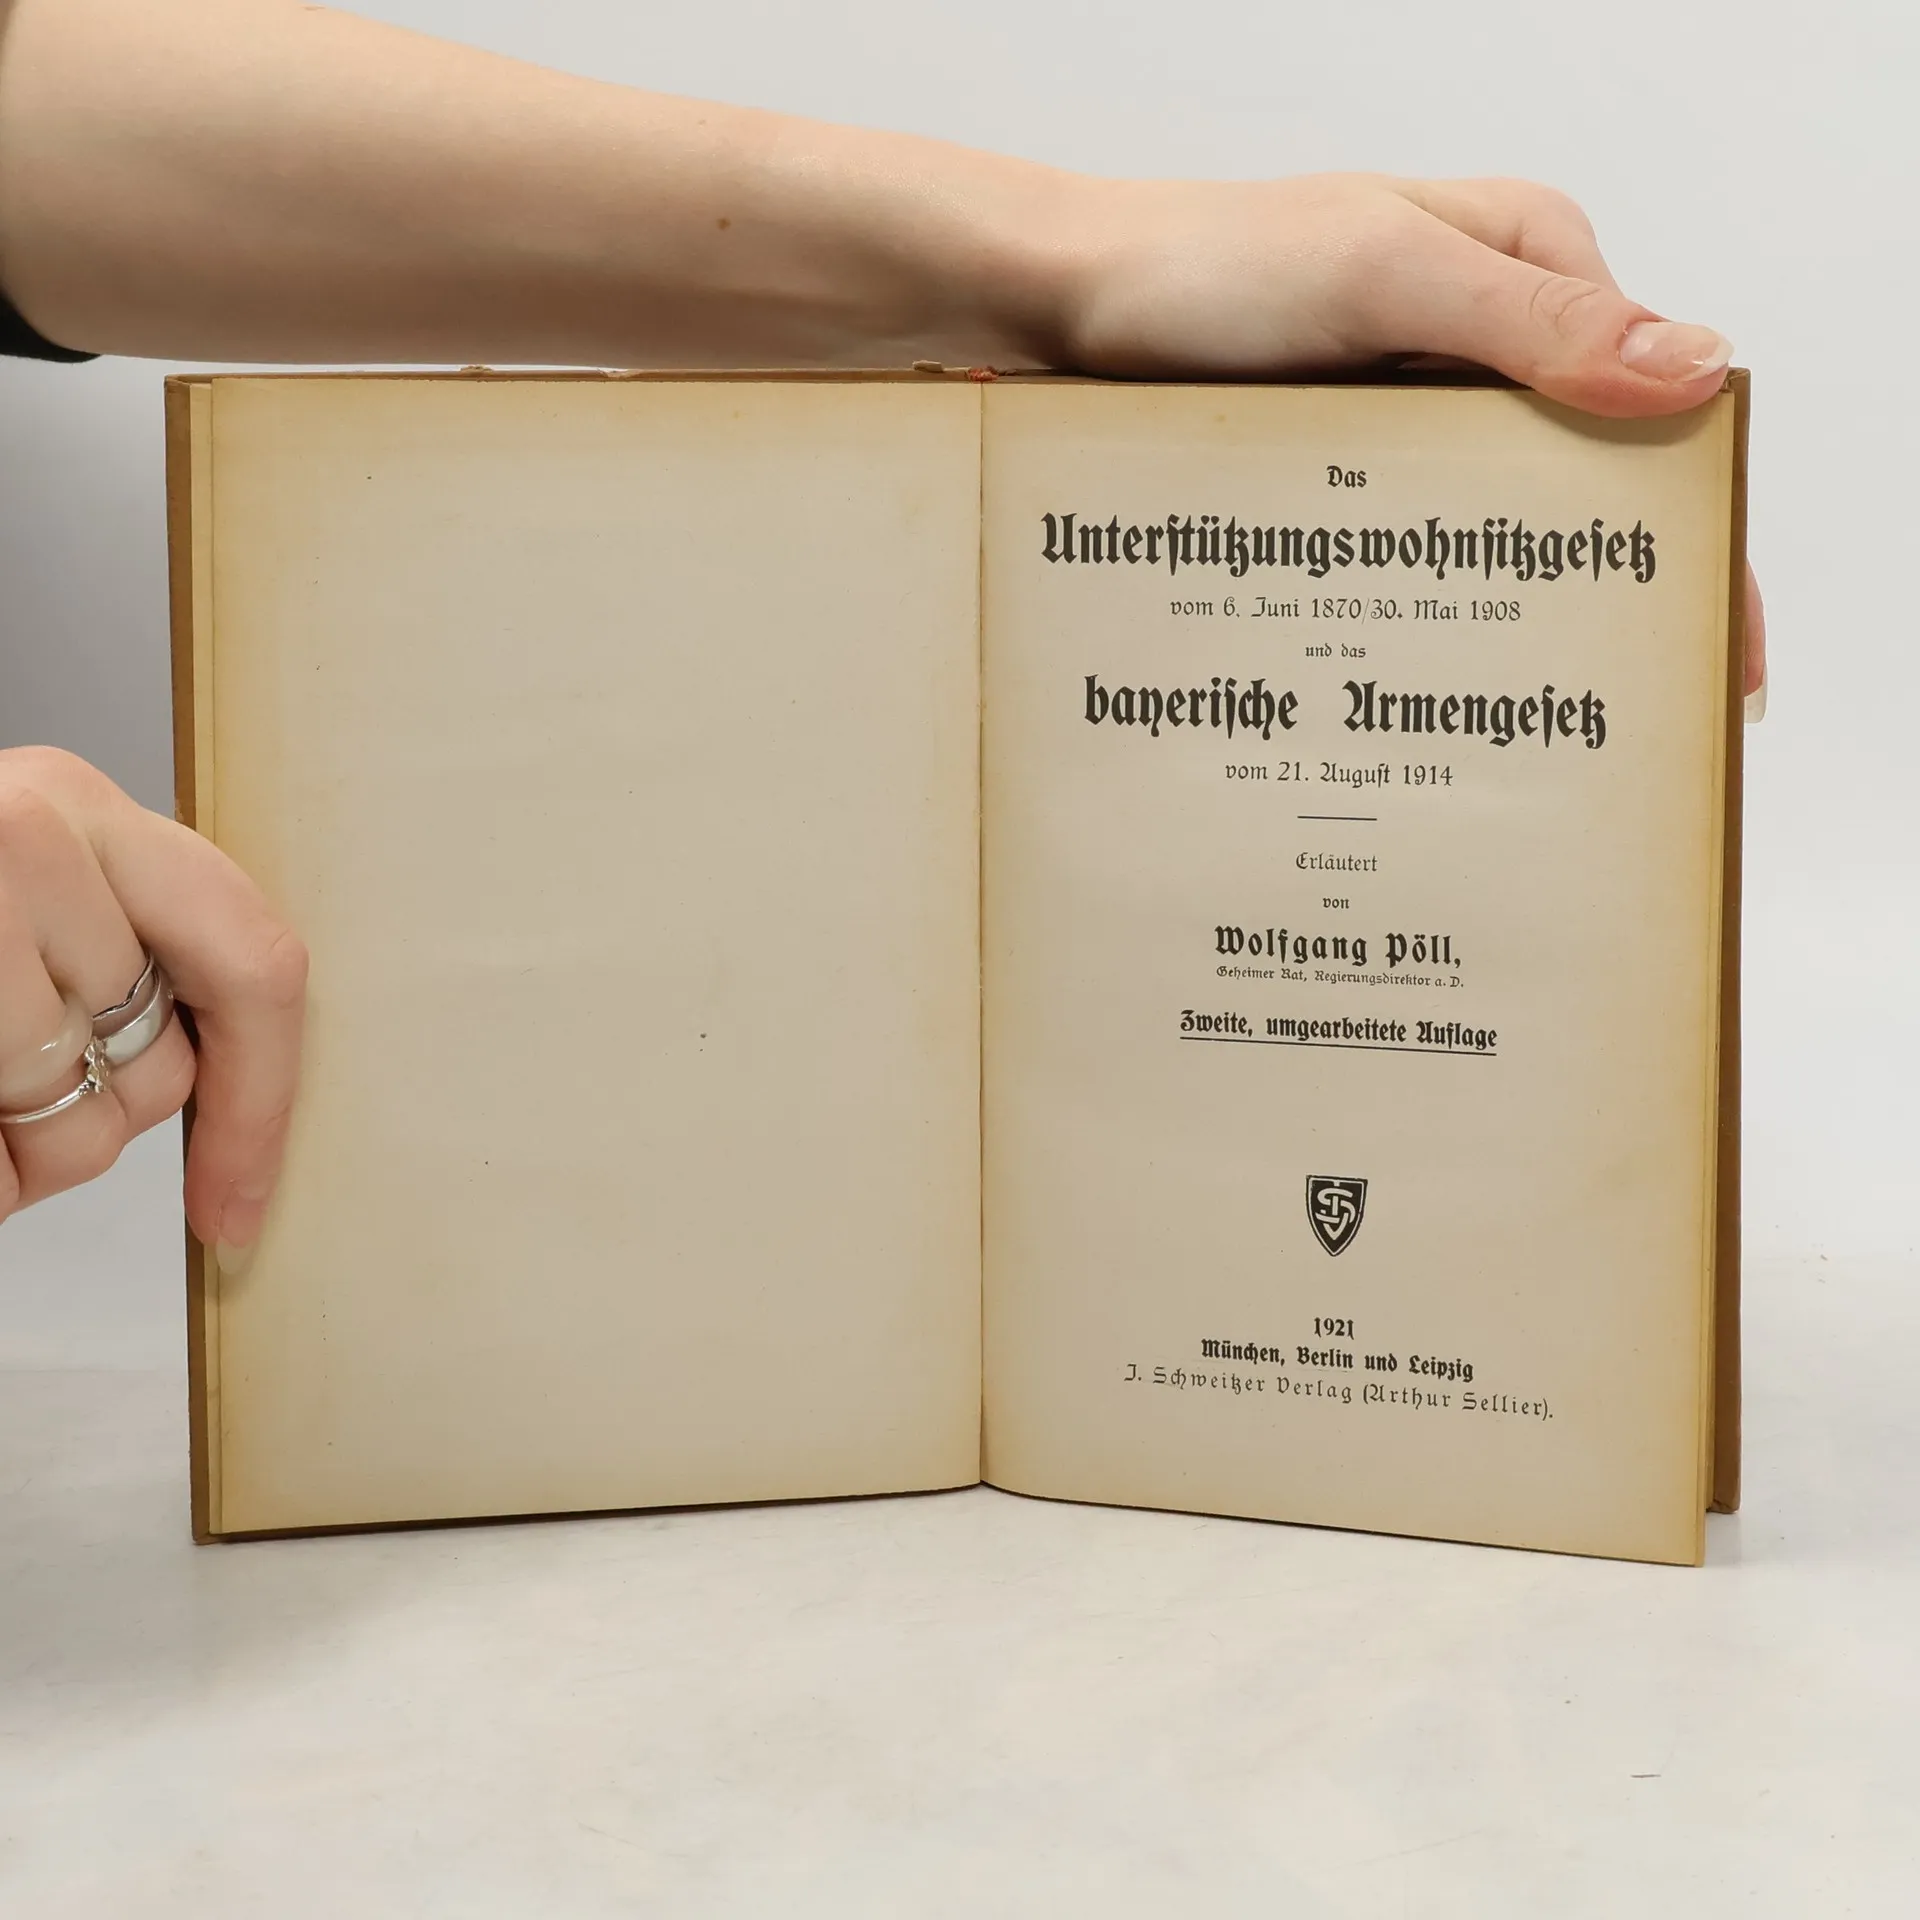 Das
Unterstützungswohnsitzgesetz
vom 6. Juni 1870/30. Mai 1908
und das
bayerische Armengesetz
vom 21. August 1914
Erläutert
von
Wolfgang Pöll,
Geheimer Rat, Regierungsdirektor a. D.
Zweite, umgearbeitete Auflage
JSV
1921
München, Berlin und Leipzig
J. Schweitzer Verlag (Arthur Sellier).